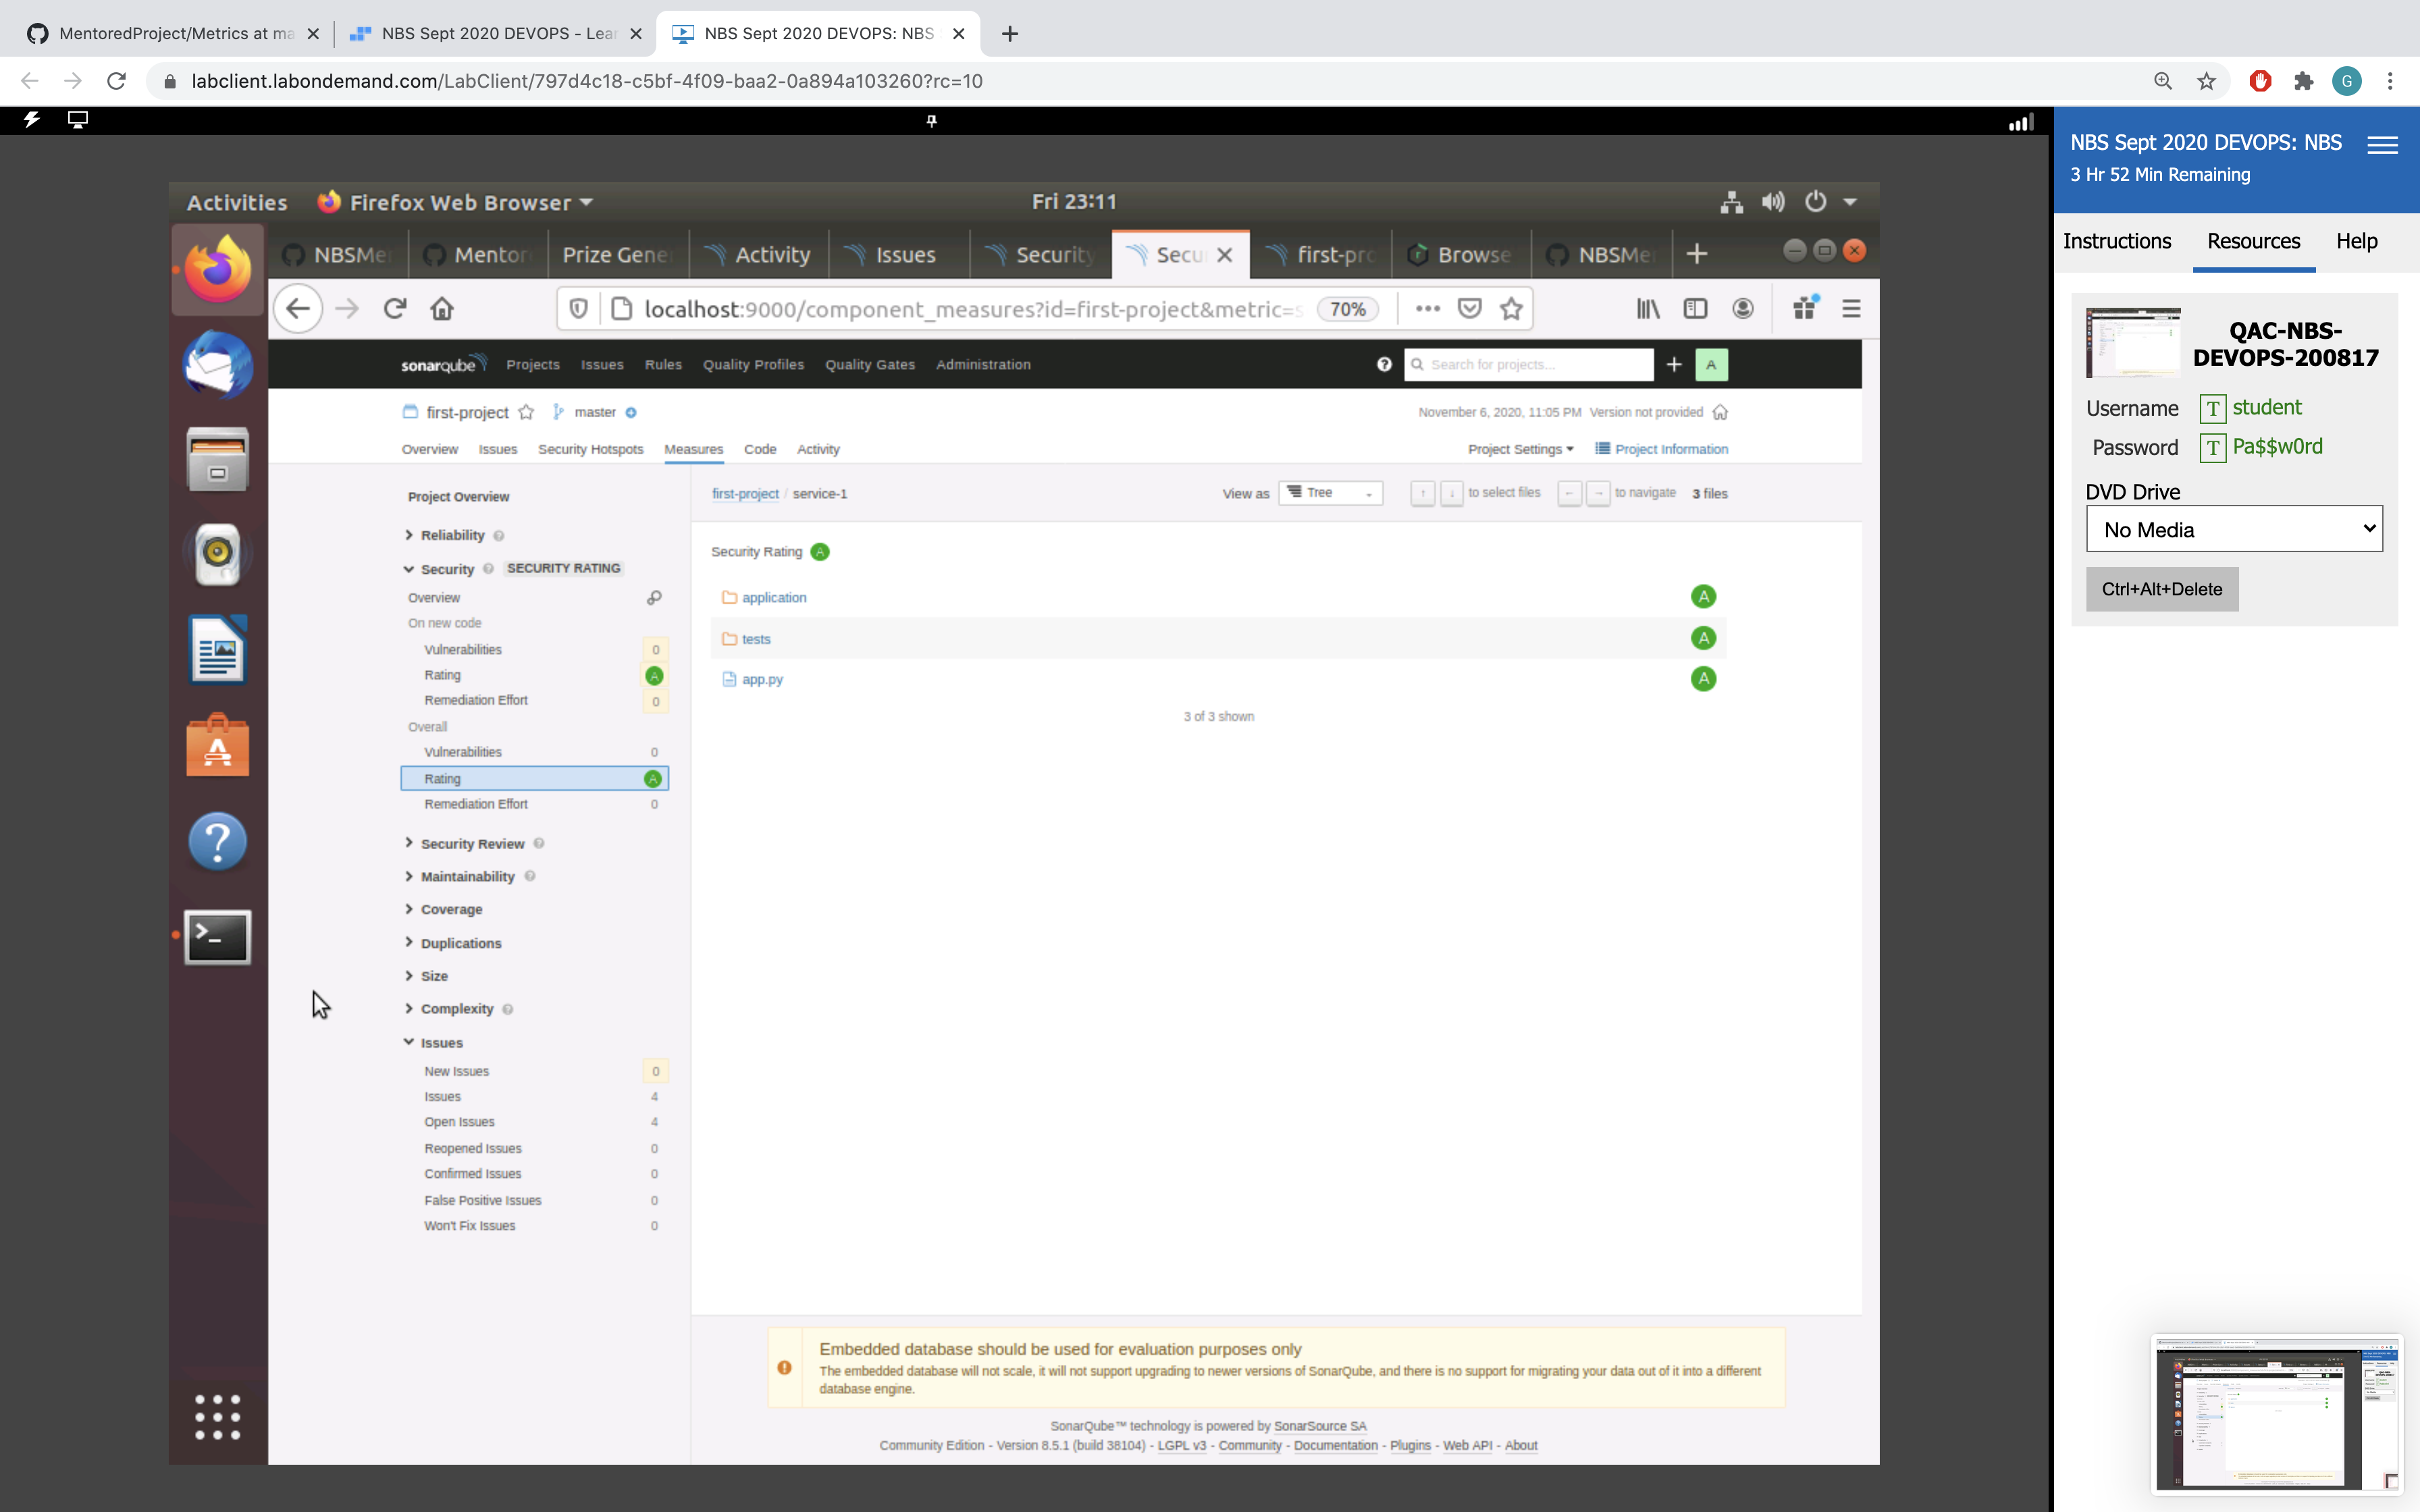 MentoredProject/Metrics at ma
NBS Sept 2020 DEVOPS - Lear
NBS Sept 2020 DEVOPS: NBS
labclient.labondemand.com/LabClient/797d4c18-c5bf-4f09-baa2-0a894a103260?rc=10
G
NBS Sept 2020 DEVOPS: NBS
3 Hr 52 Min Remaining
Instructions Resources Help
QAC-NBS-
DEVOPS-200817
Username T student
Password T Pa$$w0rd
DVD Drive
No Media
Ctrl+Alt+Delete
Activities Firefox Web Browser Fri 23:11
NBSMe Mentor Prize Gene Activity Issues Security Secu first-pro Browse NBSMe
localhost:9000/component_measures?id=first-project&metric=s 70%
sonarqube Projects Issues Rules Quality Profiles Quality Gates Administration Search for projects... A
first-project master November 6, 2020, 11:05 PM Version not provided
Overview Issues Security Hotspots Measures Code Activity Project Settings Project Information
Project Overview
Reliability
Security SECURITY RATING
Overview
On new code
Vulnerabilities 0
Rating A
Remediation Effort 0
Overall
Vulnerabilities 0
Rating A
Remediation Effort 0
Security Review
Maintainability
Coverage
Duplications
Size
Complexity
Issues
New Issues 0
Issues 4
Open Issues 4
Reopened Issues 0
Confirmed Issues 0
False Positive Issues 0
Won't Fix Issues 0
first-project / service-1 View as Tree ↑ ↓ to select files ← → to navigate 3 files
Security Rating A
application A
tests A
app.py A
3 of 3 shown
Embedded database should be used for evaluation purposes only
The embedded database will not scale, it will not support upgrading to newer versions of SonarQube, and there is no support for migrating your data out of it into a different
database engine.
SonarQube™ technology is powered by SonarSource SA
Community Edition - Version 8.5.1 (build 38104) - LGPL v3 - Community - Documentation - Plugins - Web API - About